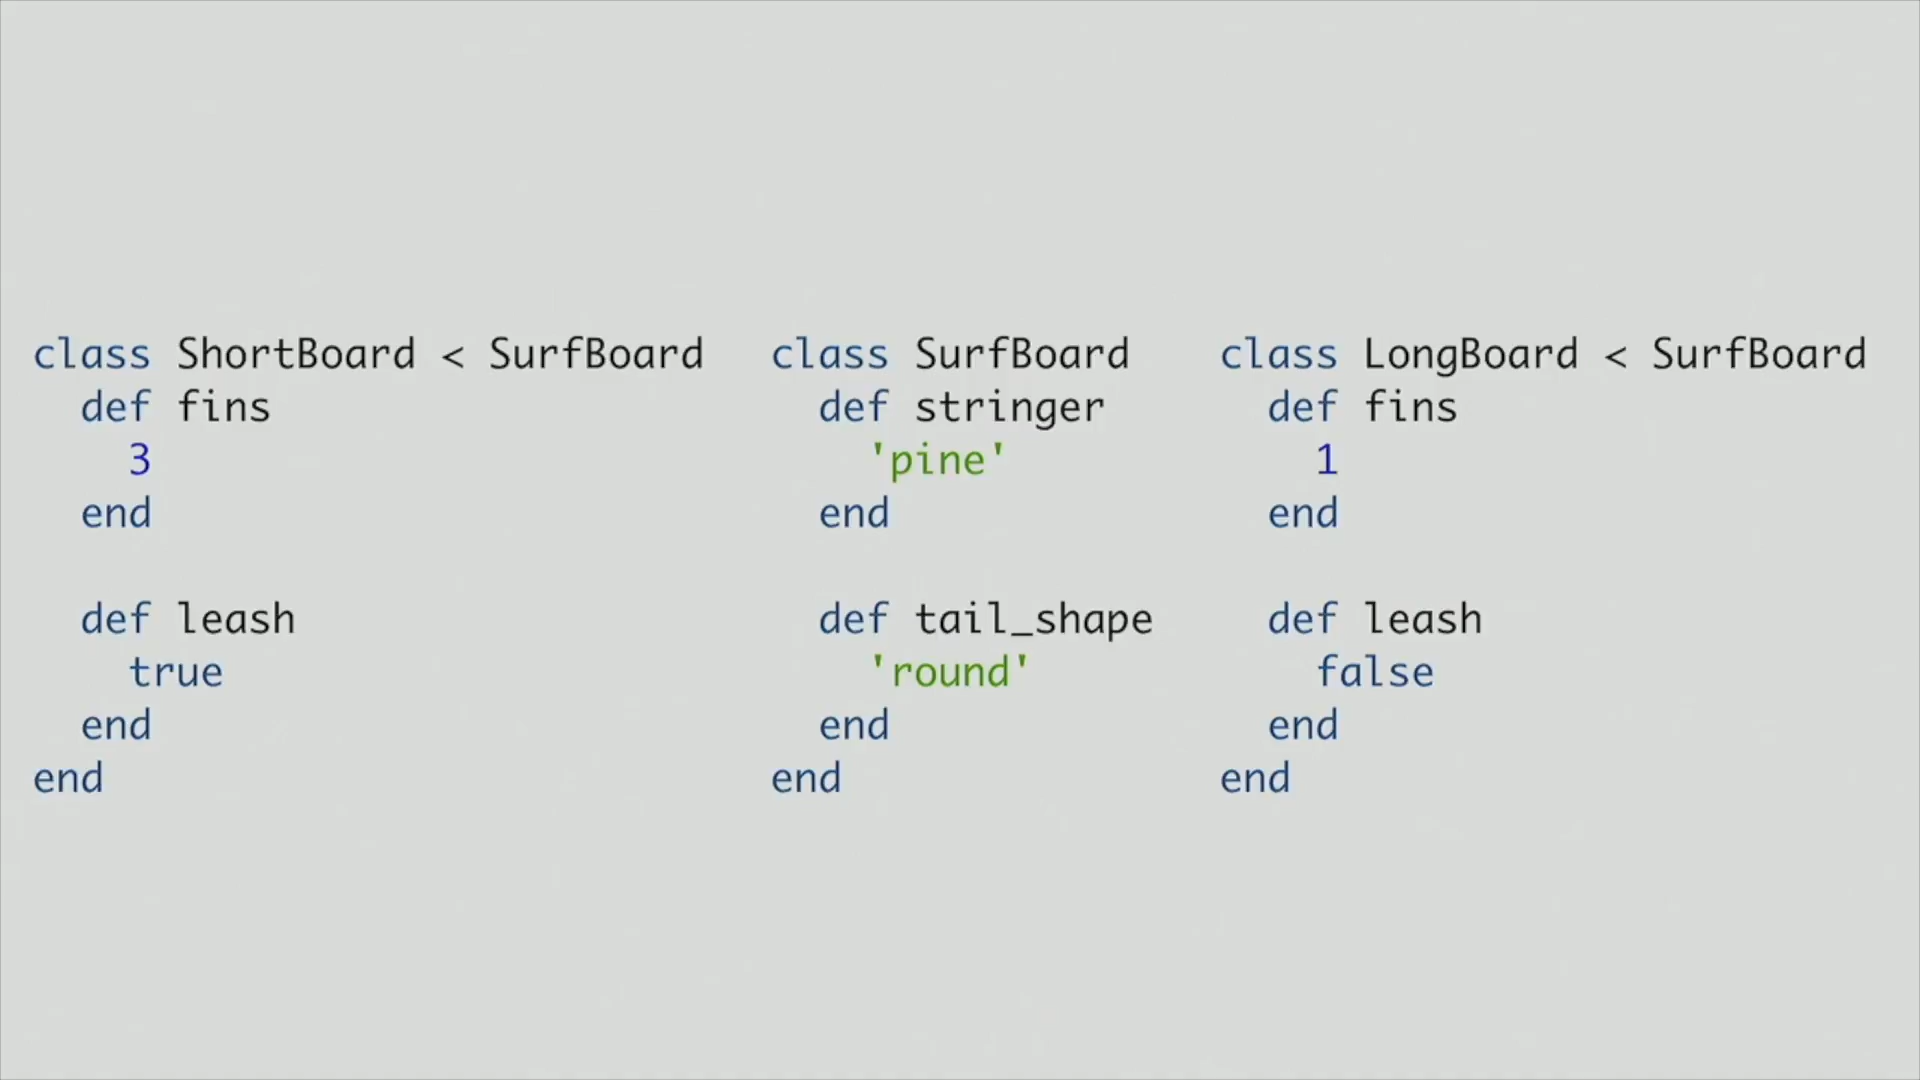 class ShortBoard < SurfBoard
  def fins
    3
  end

  def leash
    true
  end
end
class SurfBoard
  def stringer
    'pine'
  end

  def tail_shape
    'round'
  end
end
class LongBoard < SurfBoard
  def fins
    1
  end

  def leash
    false
  end
end